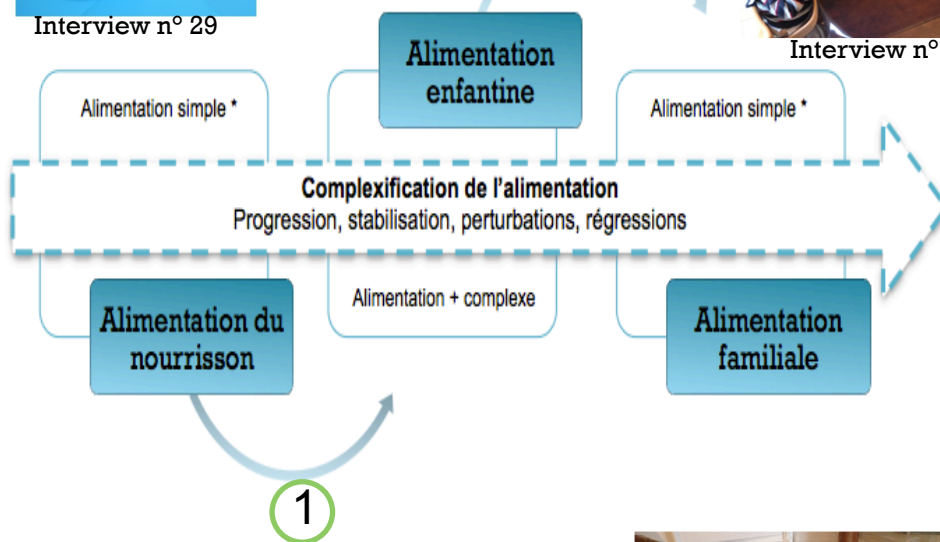 Interview n° 29
Interview n°
Alimentation
enfantine
Alimentation simple *
Alimentation simple *
Complexification de l'alimentation
Progression, stabilisation, perturbations, régressions
Alimentation + complexe
Alimentation du
nourrisson
Alimentation
familiale
1